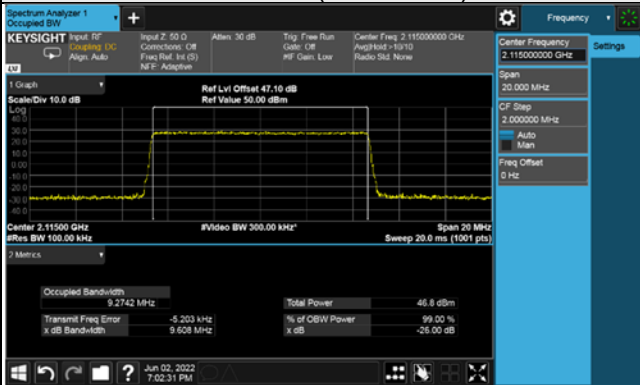 Spectrum Analyzer 1
Occupied BW
+
Frequency
KEYSIGHT
Input: RF
Coupling: DC
Align: Auto
Input Z: 50 Ω
Corrections: Off
Freq Ref: Int (S)
NFE: Adaptive
Atten: 30 dB
Trig: Free Run
Gate: Off
#IF Gain: Low
Center Freq: 2.115000000 GHz
Avg|Hold:>10/10
Radio Std: None
LXI
1 Graph
Scale/Div 10.0 dB
Ref Lvl Offset 47.10 dB
Ref Value 50.00 dBm
Log
40.0
30.0
20.0
10.0
0.00
-10.0
-20.0
-30.0
-40.0
Center 2.11500 GHz
#Res BW 100.00 kHz
#Video BW 300.00 kHz*
Span 20 MHz
Sweep 20.0 ms (1001 pts)
2 Metrics
Occupied Bandwidth
9.2742 MHz
Total Power 46.8 dBm
Transmit Freq Error -5.203 kHz
% of OBW Power 99.00 %
x dB Bandwidth 9.608 MHz
x dB -26.00 dB
Center Frequency
2.115000000 GHz
Settings
Span
20.000 MHz
CF Step
2.000000 MHz
Auto
Man
Freq Offset
0 Hz
?
Jun 02, 2022
7:02:31 PM